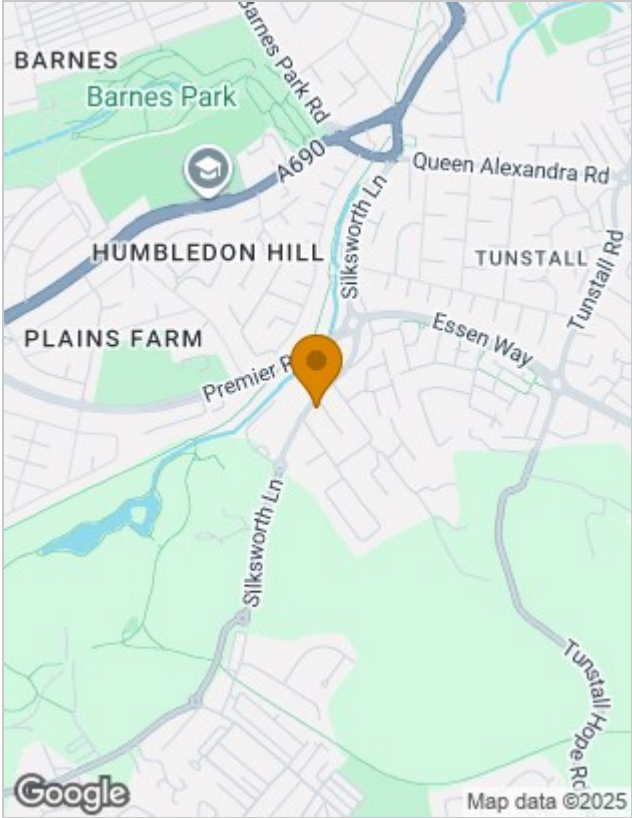 BARNES
Barnes Park
Barnes Park Rd
A690
Queen Alexandra Rd
Silksworth Ln
HUMBLEDON HILL
TUNSTALL
Tunstall Rd
PLAINS FARM
Essen Way
Premier R
Silksworth Ln
Tunstall Hope Rd
Google
Map data ©2025